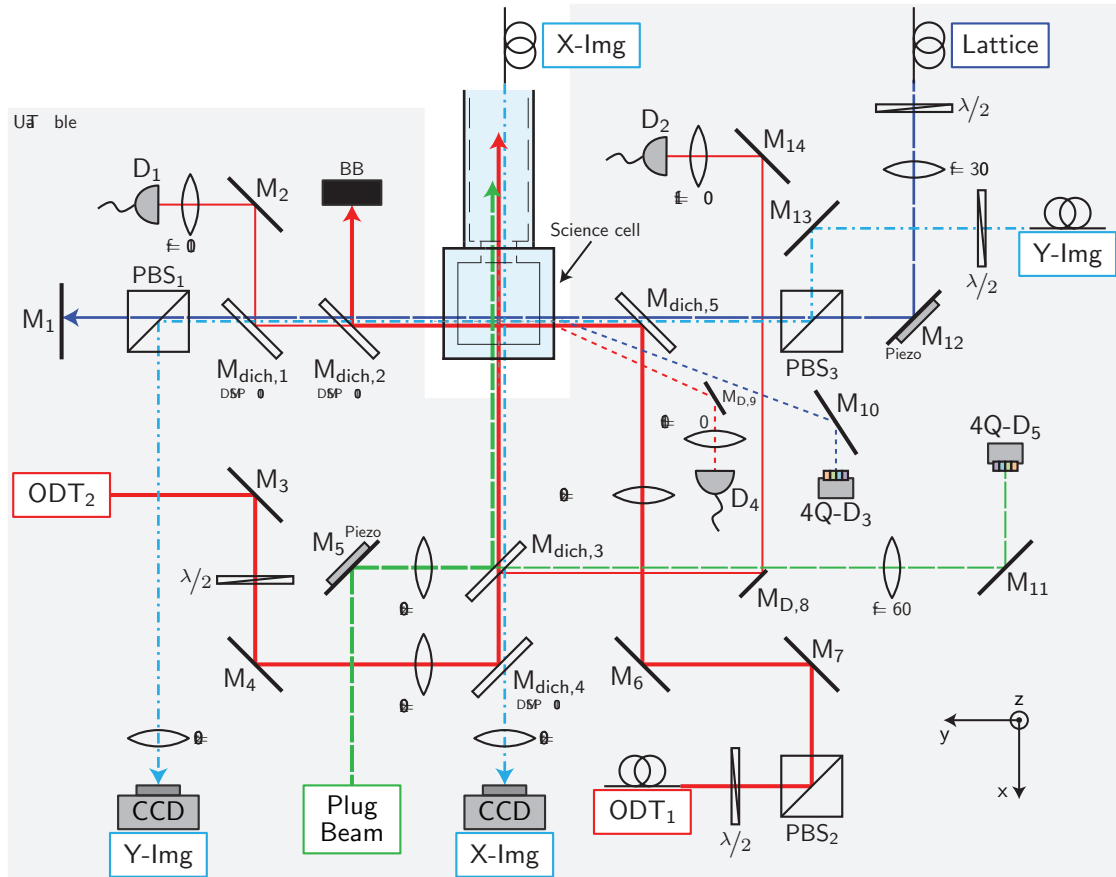 X-Img
Lattice
λ/2
D2
M14
f= 30
D1
M2
BB
M13
Y-Img
λ/2
Science cell
PBS1
M1
Mdich,1
Mdich,2
Mdich,5
PBS3
Piezo
M12
MD,9
M10
4Q-D5
D4
4Q-D3
ODT2
M3
M5
Piezo
Mdich,3
λ/2
M11
MD,8
f= 60
M4
Mdich,4
M6
M7
z
y
x
CCD
Y-Img
Plug
Beam
CCD
X-Img
ODT1
λ/2
PBS2